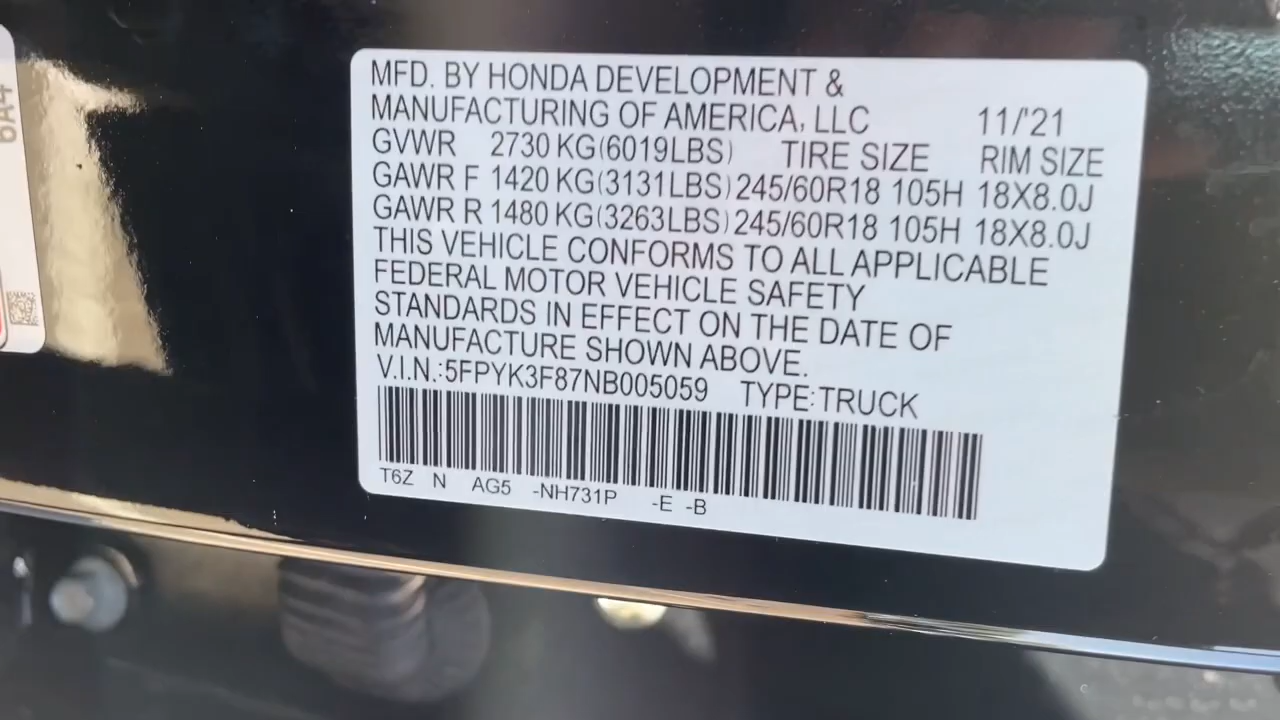 MFD. BY HONDA DEVELOPMENT &
MANUFACTURING OF AMERICA, LLC 11/'21
GVWR 2730 KG(6019LBS) TIRE SIZE RIM SIZE
GAWR F 1420 KG(3131LBS) 245/60R18 105H 18X8.0J
GAWR R 1480 KG(3263LBS) 245/60R18 105H 18X8.0J
THIS VEHICLE CONFORMS TO ALL APPLICABLE
FEDERAL MOTOR VEHICLE SAFETY
STANDARDS IN EFFECT ON THE DATE OF
MANUFACTURE SHOWN ABOVE.
V.I.N.:5FPYK3F87NB005059 TYPE:TRUCK
T6Z N AG5 -NH731P -E -B